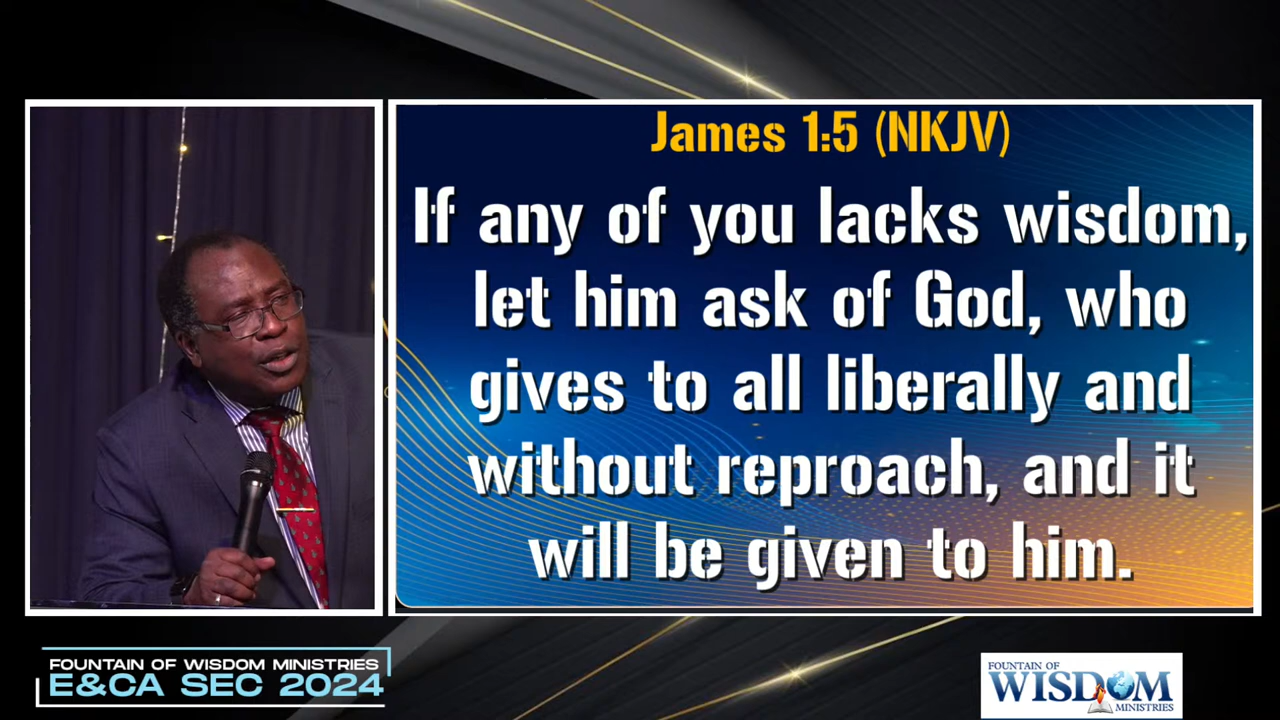 James 1:5 (NKJV)
If any of you lacks wisdom,
let him ask of God, who
gives to all liberally and
without reproach, and it
will be given to him.
FOUNTAIN OF WISDOM MINISTRIES
E&CA SEC 2024
FOUNTAIN OF
WISDOM
MINISTRIES